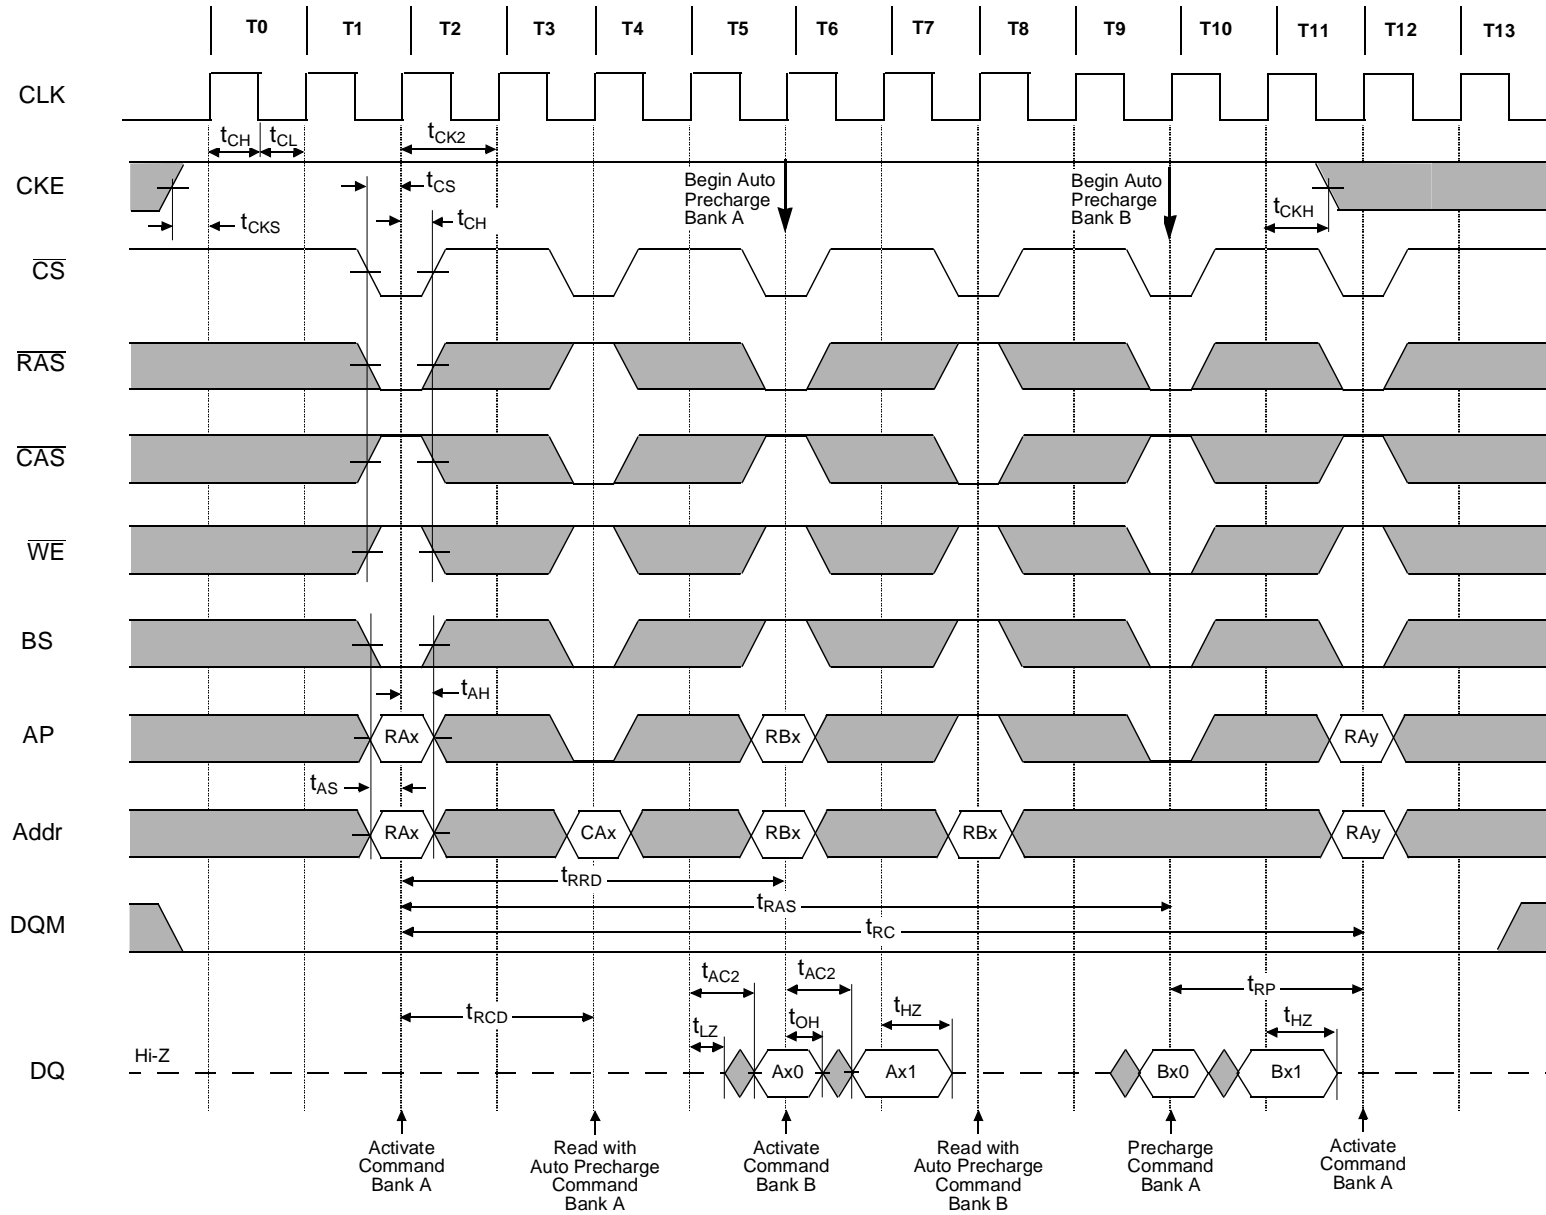 T0 T1 T2 T3 T4 T5 T6 T7 T8 T9 T10 T11 T12 T13
CLK
tCH tCL tCK2
CKE
tCS
Begin Auto
Precharge
Bank A
Begin Auto
Precharge
Bank B
tCKH
tCKS
tCH
CS
RAS
CAS
WE
BS
tAH
AP
RAx RBx RAy
tAS
Addr
RAx CAx RBx RBx RAy
tRRD
tRAS
DQM
tRC
tAC2 tAC2
tRP
tRCD
tLZ tOH tHZ tHZ
Hi-Z
DQ
Ax0 Ax1 Bx0 Bx1
Activate
Command
Bank A
Read with
Auto Precharge
Command
Bank A
Activate
Command
Bank B
Read with
Auto Precharge
Command
Bank B
Precharge
Command
Bank A
Activate
Command
Bank A